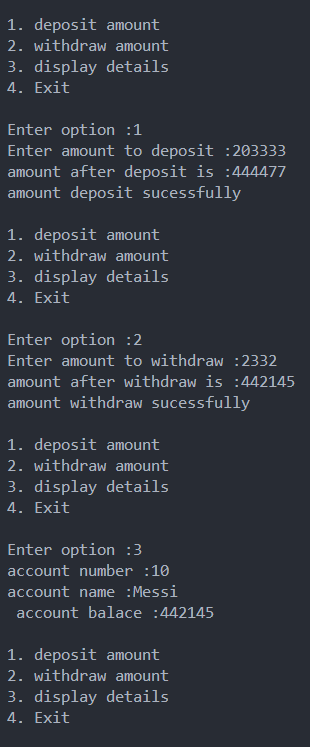 1. deposit amount
2. withdraw amount
3. display details
4. Exit

Enter option :1
Enter amount to deposit :203333
amount after deposit is :444477
amount deposit sucessfully

1. deposit amount
2. withdraw amount
3. display details
4. Exit

Enter option :2
Enter amount to withdraw :2332
amount after withdraw is :442145
amount withdraw sucessfully

1. deposit amount
2. withdraw amount
3. display details
4. Exit

Enter option :3
account number :10
account name :Messi
 account balace :442145

1. deposit amount
2. withdraw amount
3. display details
4. Exit